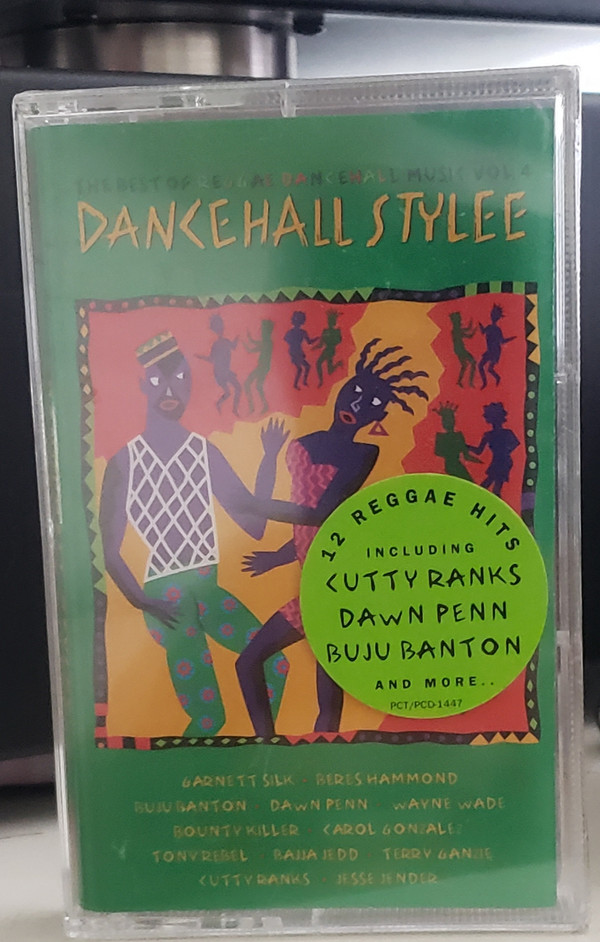 THE BEST OF REGGAE DANCEHALL MUSIC VOL 4
DANCEHALL STYLEE
12 REGGAE HITS
INCLUDING
CUTTY RANKS
DAWN PENN
BUJU BANTON
AND MORE..
PCT/PCD-1447
GARNETT SILK · BERES HAMMOND
BUJU BANTON · DAWN PENN · WAYNE WADE
BOUNTY KILLER · CAROL GONZALEZ
TONY REBEL · BAJJA JEDD · TERRY GANZIE
CUTTY RANKS · JESSE JENDER